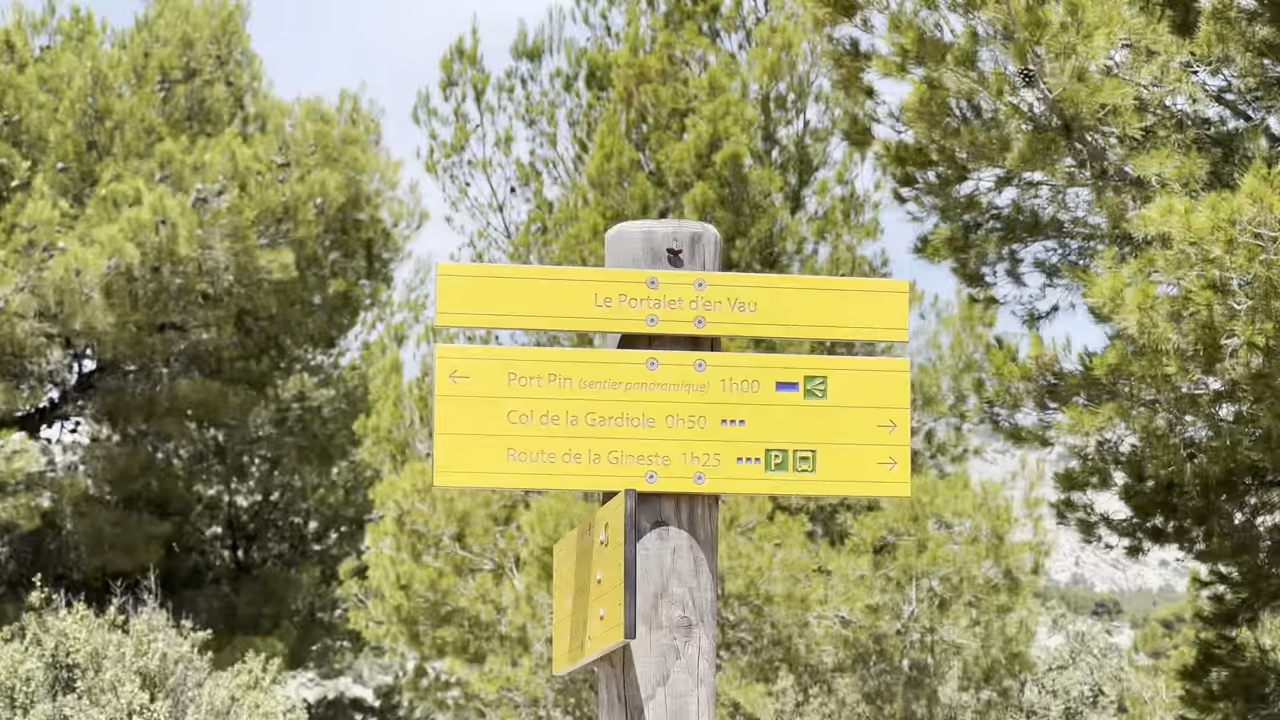 Le Portalet d'en Vau
Port Pin (sentier panoramique) 1h00
Col de la Gardiole 0h50
Route de la Gineste 1h25 P